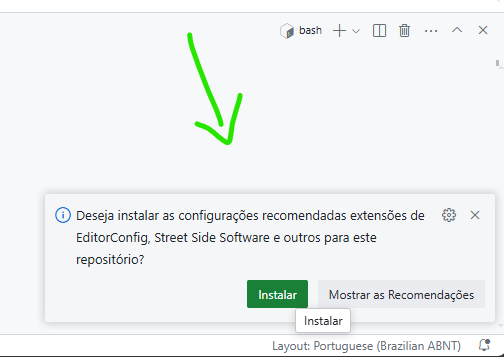 bash
Deseja instalar as configurações recomendadas extensões de
EditorConfig, Street Side Software e outros para este
repositório?
Instalar
Mostrar as Recomendações
Instalar
Layout: Portuguese (Brazilian ABNT)